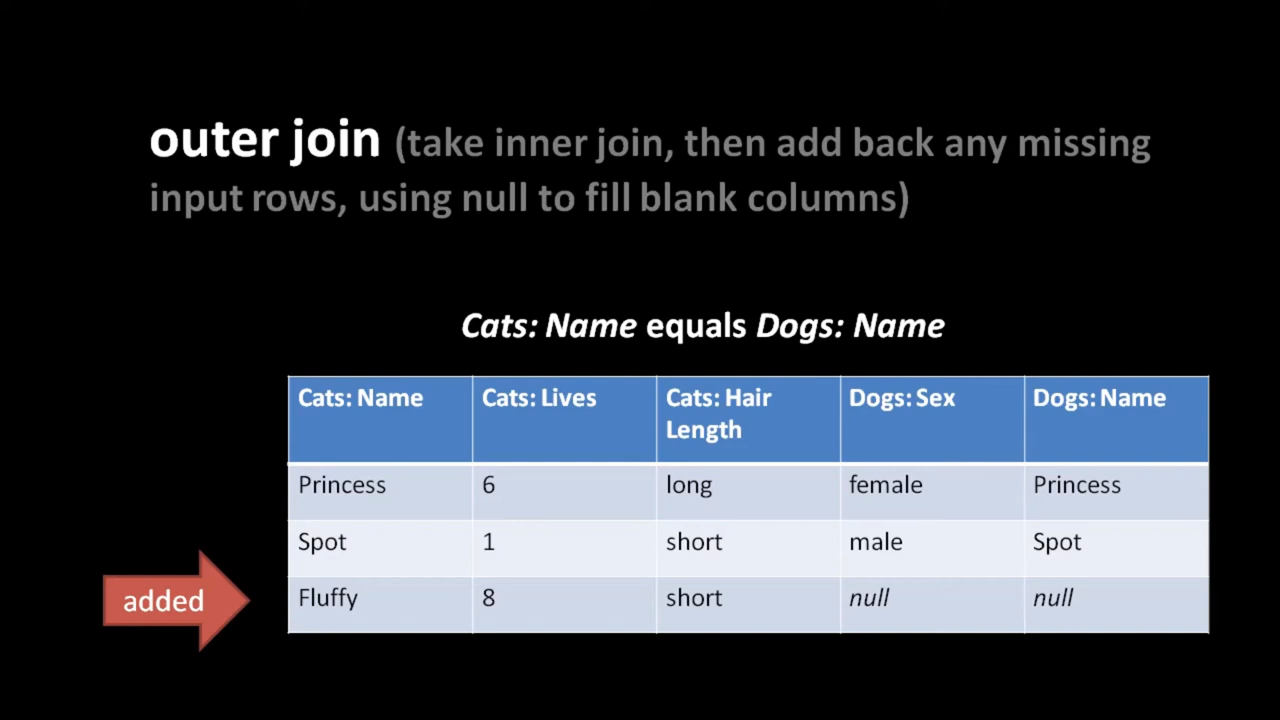 outer join (take inner join, then add back any missing
input rows, using null to fill blank columns)
Cats: Name equals Dogs: Name
Cats: Name Cats: Lives Cats: Hair Length Dogs: Sex Dogs: Name
Princess 6 long female Princess
Spot 1 short male Spot
added Fluffy 8 short null null